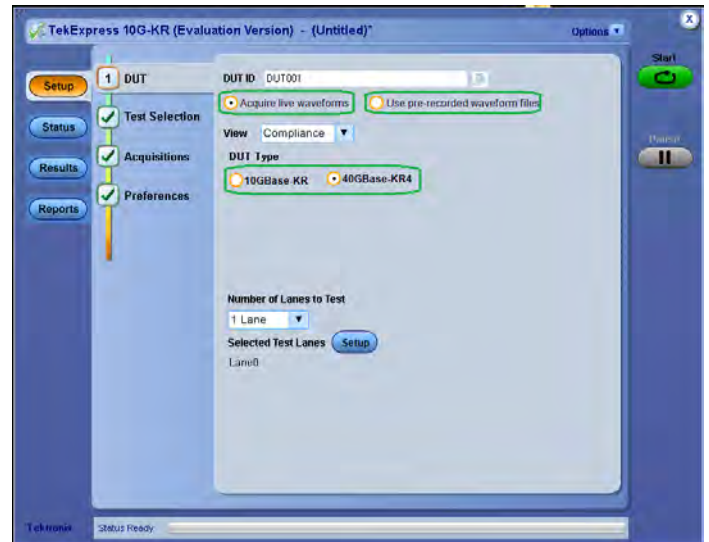 TekExpress 10G-KR (Evaluation Version) - (Untitled)*
Options
X
Setup
Status
Results
Reports
1 DUT
Test Selection
Acquisitions
Preferences
DUT ID DUT001
Acquire live waveforms
Use pre-recorded waveform files
View Compliance
DUT Type
10GBase-KR
40GBase-KR4
Number of Lanes to Test
1 Lane
Selected Test Lanes Setup
Lane0
Start
Pause
Tektronix
Status Ready